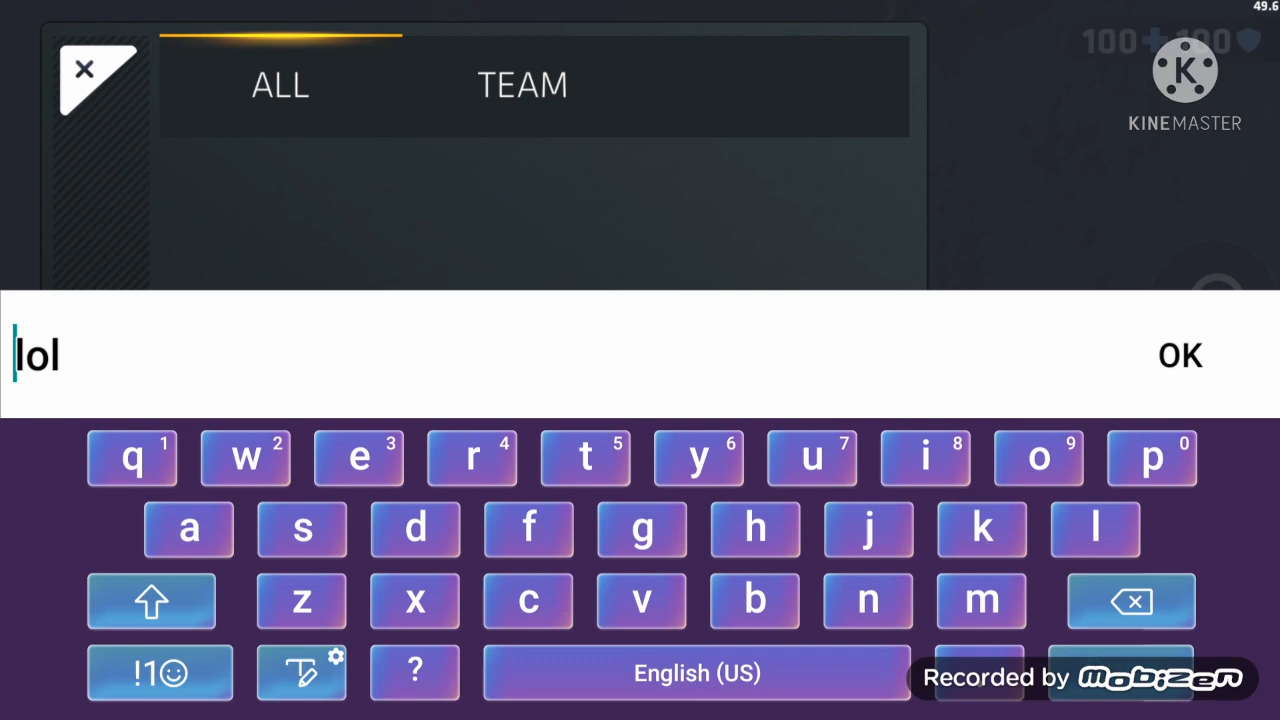 49.6
100 100
ALL TEAM
K
KINEMASTER
lol OK
q 1 w 2 e 3 r 4 t 5 y 6 u 7 i 8 o 9 p 0
a s d f g h j k l
z x c v b n m
!1☺ T ? English (US)
Recorded by mobizen